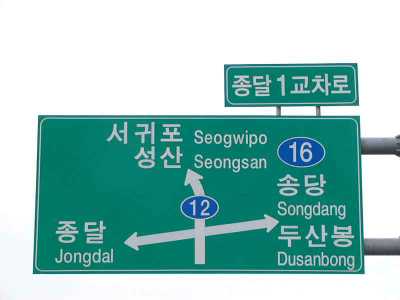 종달 1 교차로
서귀포 Seogwipo
성산 Seongsan
16
송당
Songdang
12
종달
Jongdal
두산봉
Dusanbong